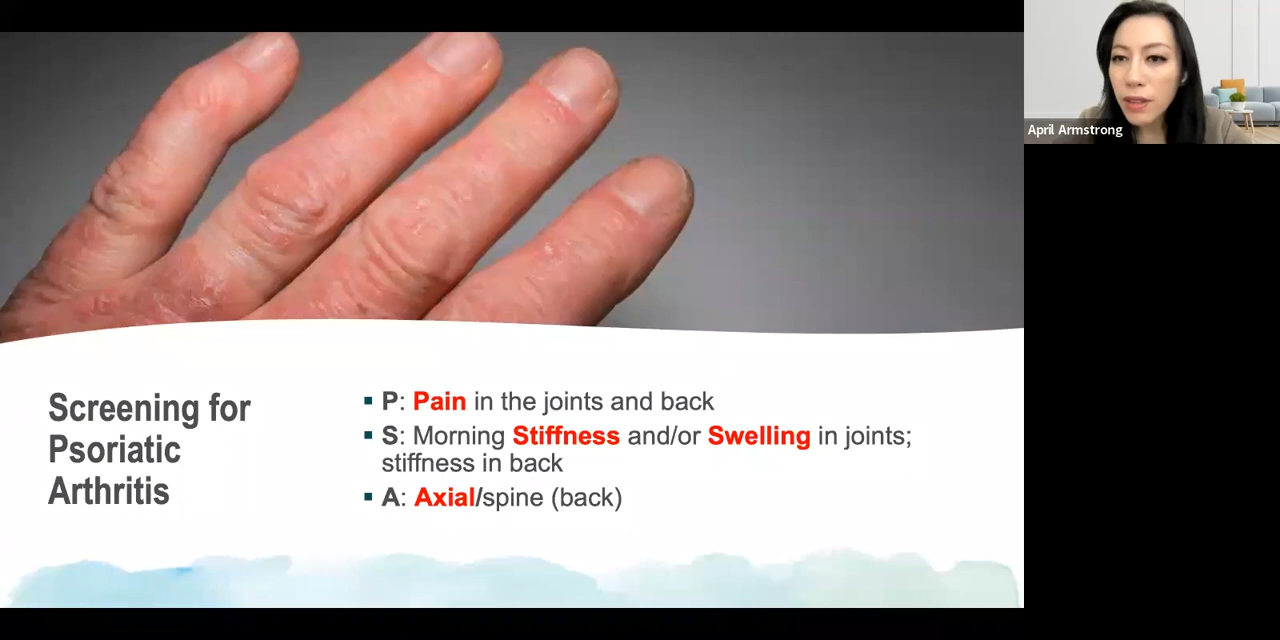 April Armstrong
Screening for
Psoriatic
Arthritis
▪ P: Pain in the joints and back
▪ S: Morning Stiffness and/or Swelling in joints;
stiffness in back
▪ A: Axial/spine (back)